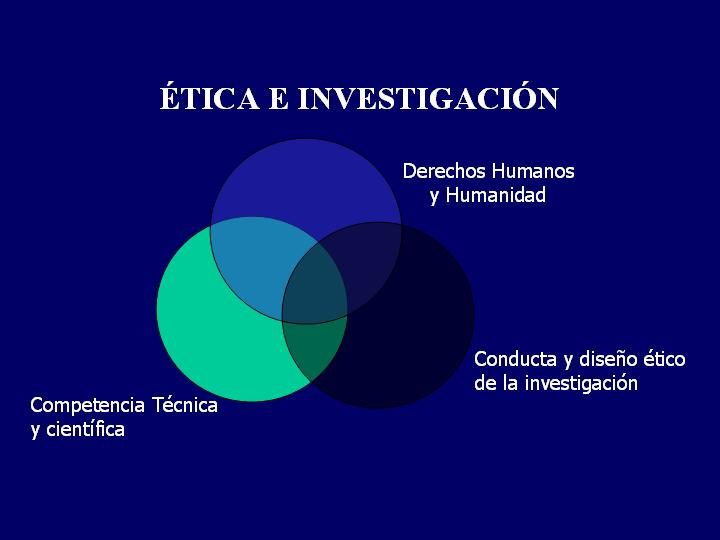 ÉTICA E INVESTIGACIÓN
Derechos Humanos
y Humanidad
Conducta y diseño ético
de la investigación
Competencia Técnica
y científica